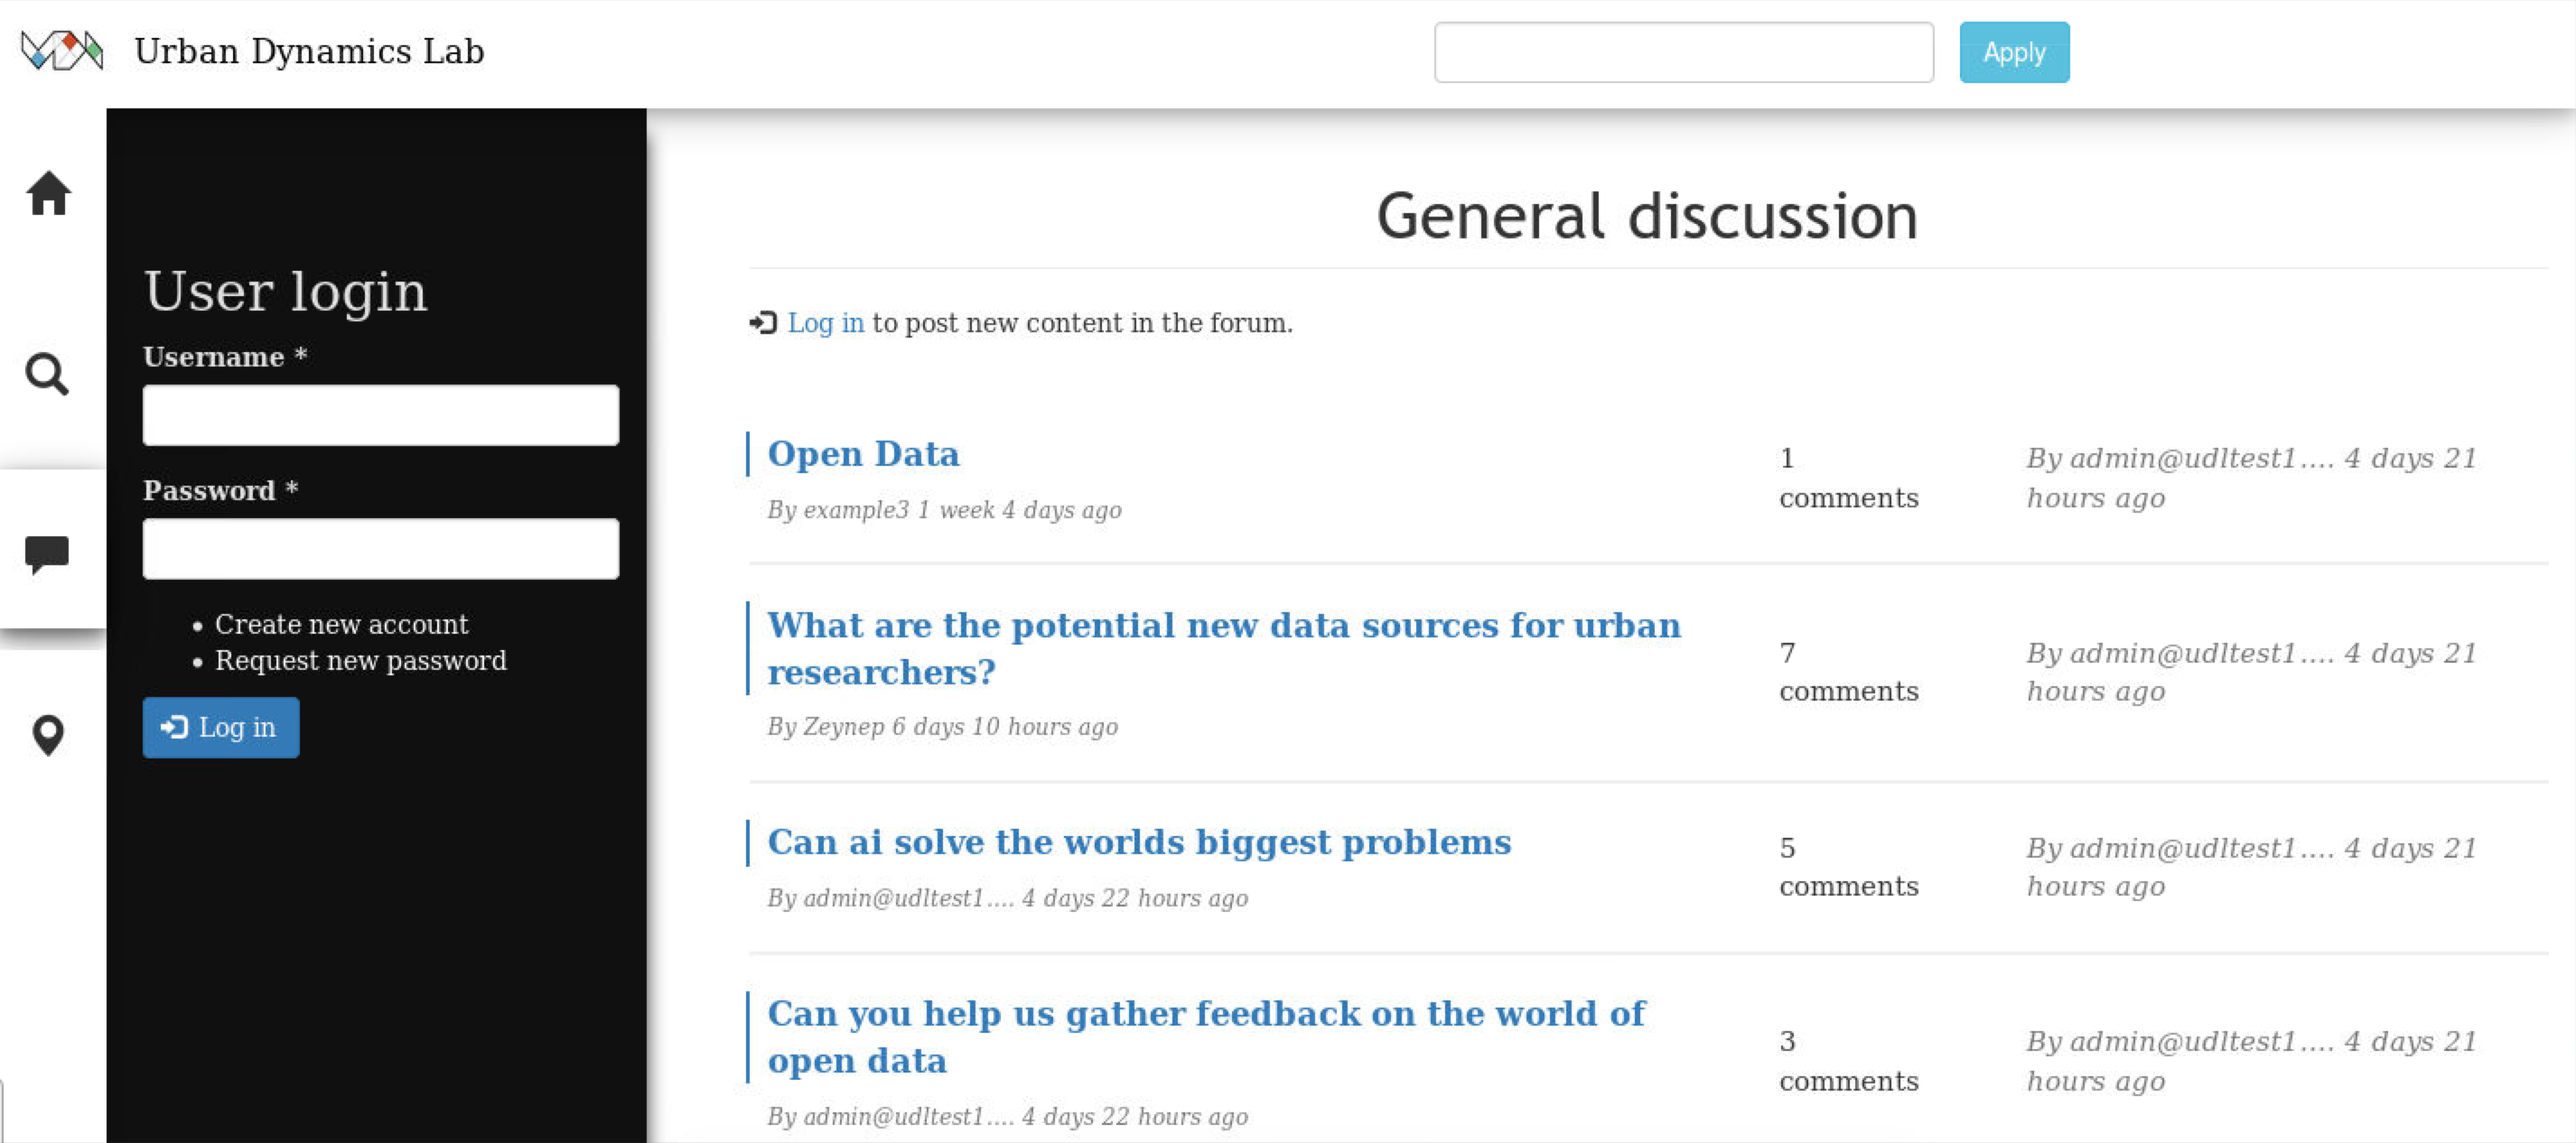 Urban Dynamics Lab
Apply
User login
Username *
Password *
Create new account
Request new password
Log in
General discussion
Log in to post new content in the forum.
Open Data
By example3 1 week 4 days ago
1
comments
By admin@udltest1.... 4 days 21
hours ago
What are the potential new data sources for urban
researchers?
By Zeynep 6 days 10 hours ago
7
comments
By admin@udltest1.... 4 days 21
hours ago
Can ai solve the worlds biggest problems
By admin@udltest1.... 4 days 22 hours ago
5
comments
By admin@udltest1.... 4 days 21
hours ago
Can you help us gather feedback on the world of
open data
By admin@udltest1.... 4 days 22 hours ago
3
comments
By admin@udltest1.... 4 days 21
hours ago